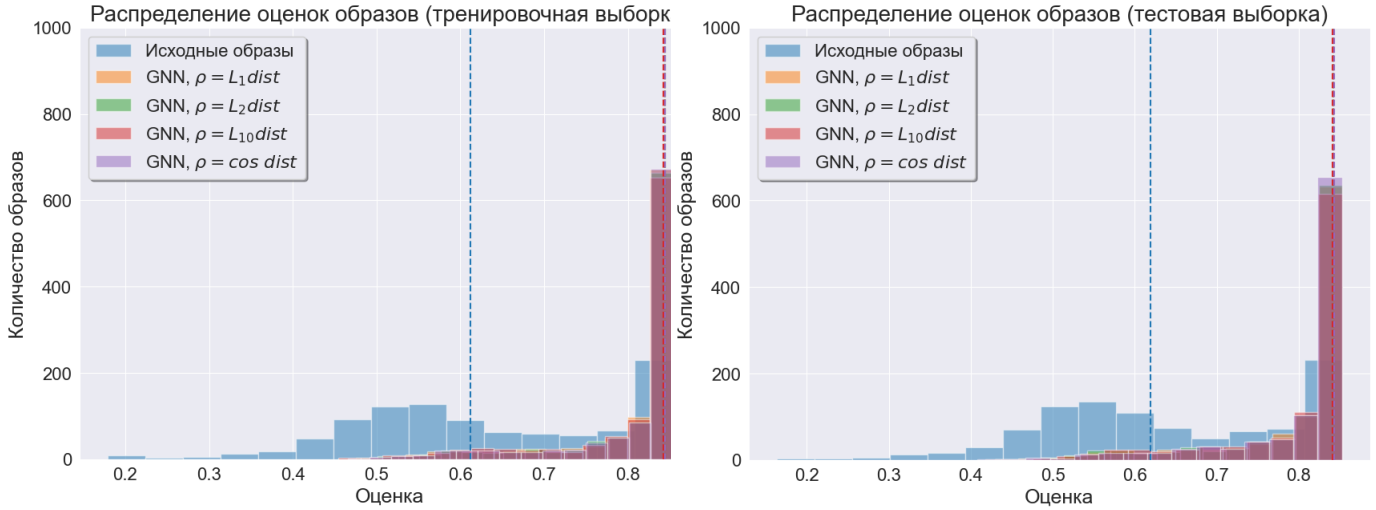 Распределение оценок образов (тренировочная выборк
Количество образов
1000
800
600
400
200
0
Исходные образы
GNN, ρ = L₁dist
GNN, ρ = L₂dist
GNN, ρ = L₁₀dist
GNN, ρ = cos dist
0.2 0.3 0.4 0.5 0.6 0.7 0.8
Оценка
Распределение оценок образов (тестовая выборка)
Количество образов
1000
800
600
400
200
0
Исходные образы
GNN, ρ = L₁dist
GNN, ρ = L₂dist
GNN, ρ = L₁₀dist
GNN, ρ = cos dist
0.2 0.3 0.4 0.5 0.6 0.7 0.8
Оценка